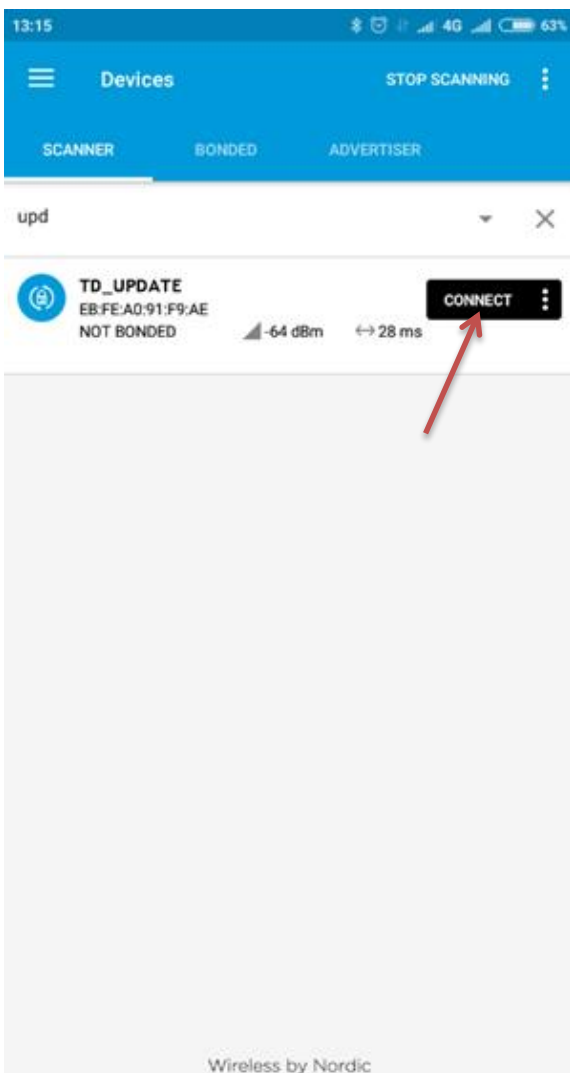 13:15 4G 63%
Devices STOP SCANNING
SCANNER BONDED ADVERTISER
upd
TD_UPDATE
EB:FE:A0:91:F9:AE
CONNECT
NOT BONDED -64 dBm 28 ms
Wireless by Nordic